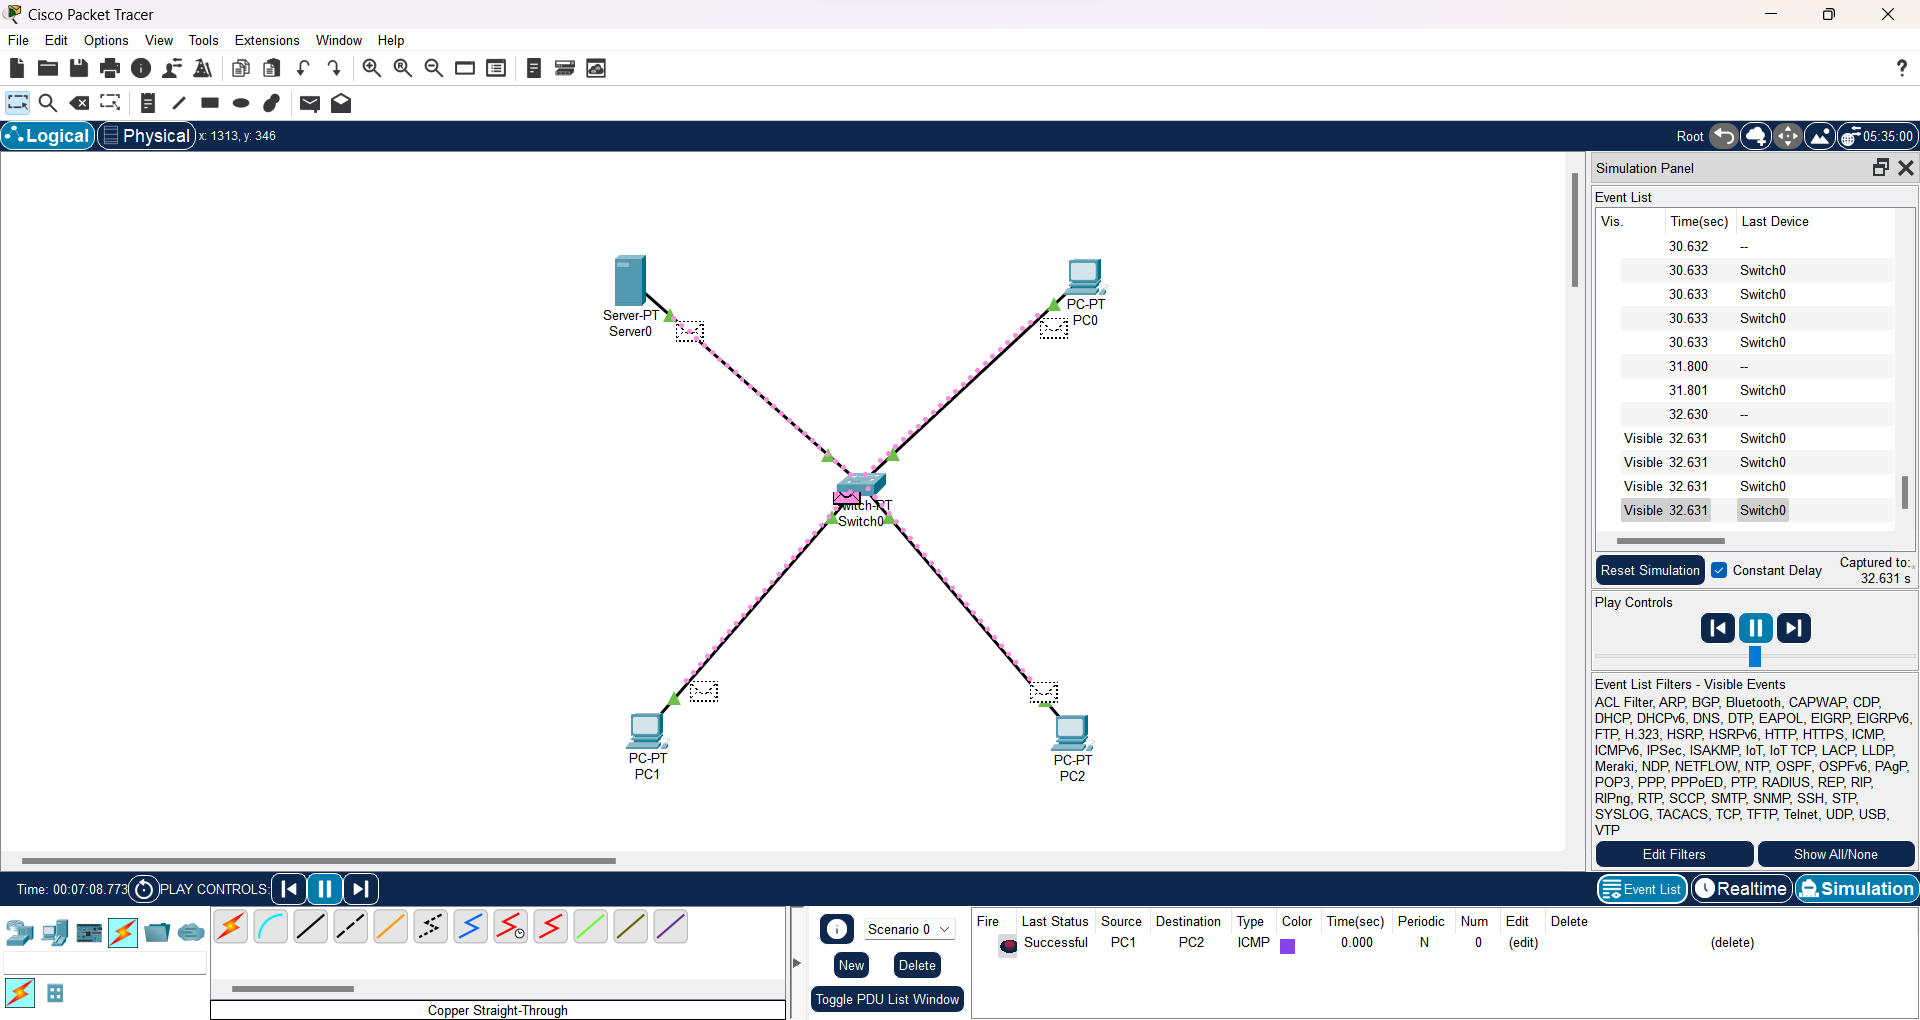 Cisco Packet Tracer
File Edit Options View Tools Extensions Window Help
?
Logical Physical x: 1313, y: 346 Root 05:35:00
Simulation Panel
Event List
Vis. Time(sec) Last Device
30.632 --
30.633 Switch0
30.633 Switch0
30.633 Switch0
30.633 Switch0
31.800 --
31.801 Switch0
32.630 --
Visible 32.631 Switch0
Visible 32.631 Switch0
Visible 32.631 Switch0
Visible 32.631 Switch0
Reset Simulation Constant Delay Captured to:
32.631 s
Play Controls
Event List Filters - Visible Events
ACL Filter, ARP, BGP, Bluetooth, CAPWAP, CDP,
DHCP, DHCPv6, DNS, DTP, EAPOL, EIGRP, EIGRPv6,
FTP, H.323, HSRP, HSRPv6, HTTP, HTTPS, ICMP,
ICMPv6, IPSec, ISAKMP, IoT, IoT TCP, LACP, LLDP,
Meraki, NDP, NETFLOW, NTP, OSPF, OSPFv6, PAgP,
POP3, PPP, PPPoED, PTP, RADIUS, REP, RIP,
RIPng, RTP, SCCP, SMTP, SNMP, SSH, STP,
SYSLOG, TACACS, TCP, TFTP, Telnet, UDP, USB,
VTP
Edit Filters Show All/None
Server-PT
Server0
PC-PT
PC0
Switch0
PC-PT
PC1
PC-PT
PC2
Time: 00:07:08.773 PLAY CONTROLS: Event List Realtime Simulation
Copper Straight-Through
Scenario 0
New Delete
Toggle PDU List Window
Fire Last Status Source Destination Type Color Time(sec) Periodic Num Edit Delete
Successful PC1 PC2 ICMP 0.000 N 0 (edit) (delete)